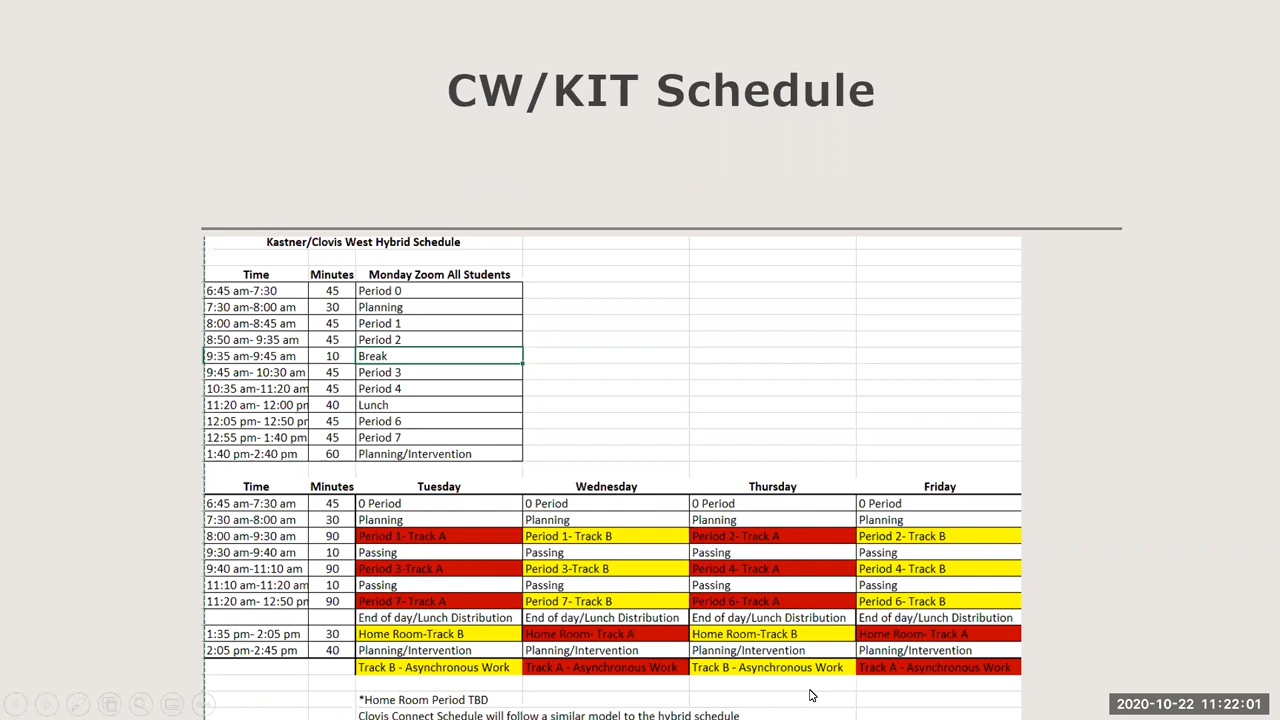 CW/KIT Schedule
Kastner/Clovis West Hybrid Schedule
Time Minutes Monday Zoom All Students
6:45 am-7:30 45 Period 0
7:30 am-8:00 am 30 Planning
8:00 am-8:45 am 45 Period 1
8:50 am- 9:35 am 45 Period 2
9:35 am-9:45 am 10 Break
9:45 am- 10:30 am 45 Period 3
10:35 am-11:20 am 45 Period 4
11:20 am- 12:00 pr 40 Lunch
12:05 pm- 12:50 pr 45 Period 6
12:55 pm- 1:40 pm 45 Period 7
1:40 pm-2:40 pm 60 Planning/Intervention
Time Minutes Tuesday Wednesday Thursday Friday
6:45 am-7:30 am 45 0 Period 0 Period 0 Period 0 Period
7:30 am-8:00 am 30 Planning Planning Planning Planning
8:00 am-9:30 am 90 Period 1- Track A Period 1- Track B Period 2- Track A Period 2- Track B
9:30 am-9:40 am 10 Passing Passing Passing Passing
9:40 am-11:10 am 90 Period 3-Track A Period 3-Track B Period 4- Track A Period 4- Track B
11:10 am-11:20 am 10 Passing Passing Passing Passing
11:20 am- 12:50 pr 90 Period 7- Track A Period 7- Track B Period 6- Track A Period 6- Track B
End of day/Lunch Distribution End of day/Lunch Distribution End of day/Lunch Distribution End of day/Lunch Distribution
1:35 pm- 2:05 pm 30 Home Room-Track B Home Room- Track A Home Room-Track B Home Room- Track A
2:05 pm-2:45 pm 40 Planning/Intervention Planning/Intervention Planning/Intervention Planning/Intervention
Track B - Asynchronous Work Track A - Asynchronous Work Track B - Asynchronous Work Track A - Asynchronous Work
*Home Room Period TBD
Clovis Connect Schedule will follow a similar model to the hybrid schedule
2020-10-22 11:22:01